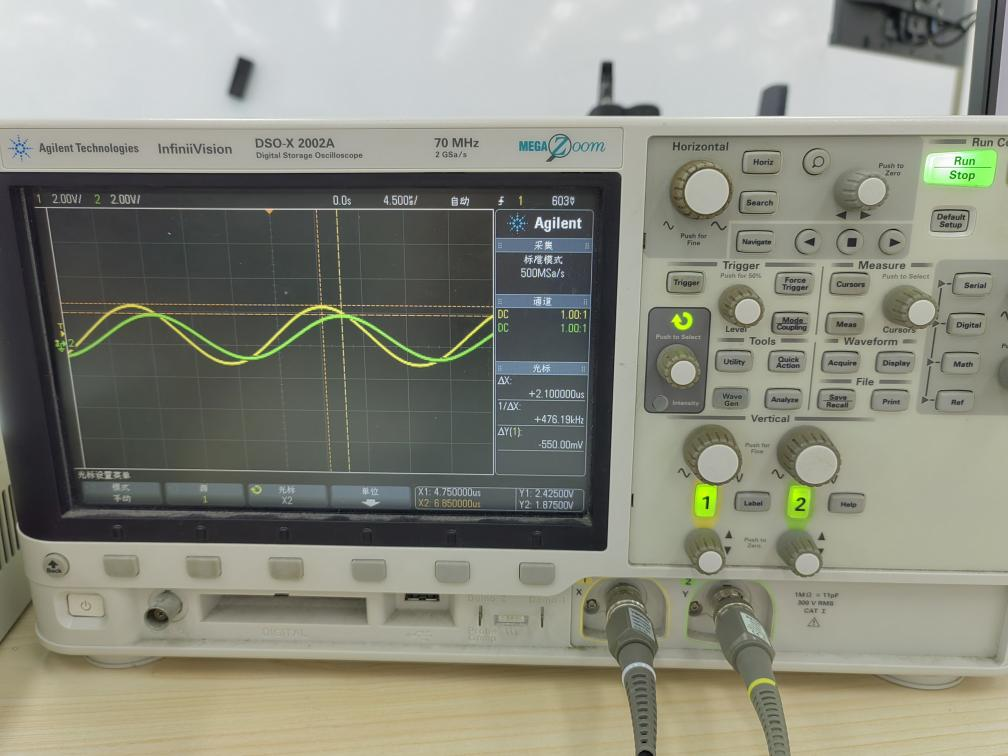 Agilent Technologies InfiniiVision DSO-X 2002A
Digital Storage Oscilloscope
70 MHz
2 GSa/s
MEGA Zoom
1 2.00V/ 2 2.00V/ 0.0s 4.500us/ 自动 1 603
Agilent
采集
标准模式
500MSa/s
通道
DC 1.00:1
DC 1.00:1
光标
ΔX:
+2.100000us
1/ΔX:
+476.19kHz
ΔY(1):
-550.00mV
光标设置菜单
模式
手动
源
1
光标
X2
单位
X1: 4.750000us
X2: 6.850000us
Y1: 2.42500V
Y2: 1.87500V
Back
Horizontal
Horiz
Search
Navigate
Push for
Fine
Push to
Zero
Run
Stop
Default
Setup
Trigger
Trigger
Push for 50%
Level
Force
Trigger
Mode
Coupling
Measure
Cursors
Meas
Push to Select
Cursors
Serial
Digital
Math
Ref
Push to Select
Intensity
Tools
Utility
Quick
Action
Wave
Gen
Analyze
Waveform
Acquire
Display
File
Save
Recall
Print
Vertical
Push for
Fine
1
Label
2
Help
Push to
Zero
DIGITAL
X
2
Y
1MΩ ≅ 11pF
300 V RMS
CAT I